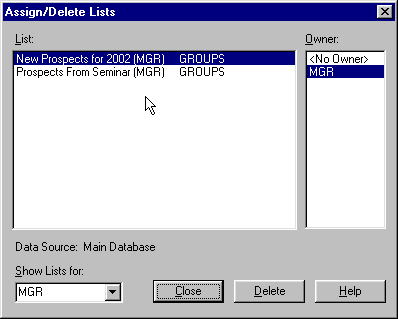 Assign/Delete Lists
List:
Owner:
New Prospects for 2002 (MGR) GROUPS
<No Owner>
Prospects From Seminar (MGR) GROUPS
MGR
Data Source: Main Database
Show Lists for:
MGR
Close
Delete
Help